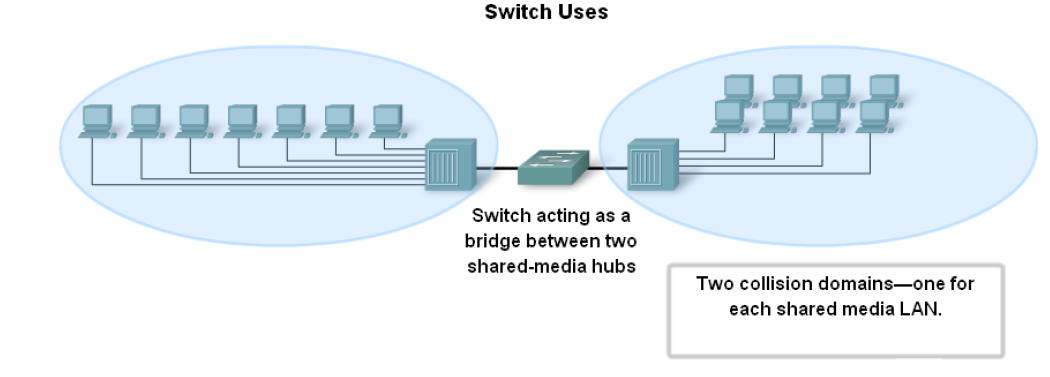 Switch Uses
Switch acting as a
bridge between two
shared-media hubs
Two collision domains—one for
each shared media LAN.